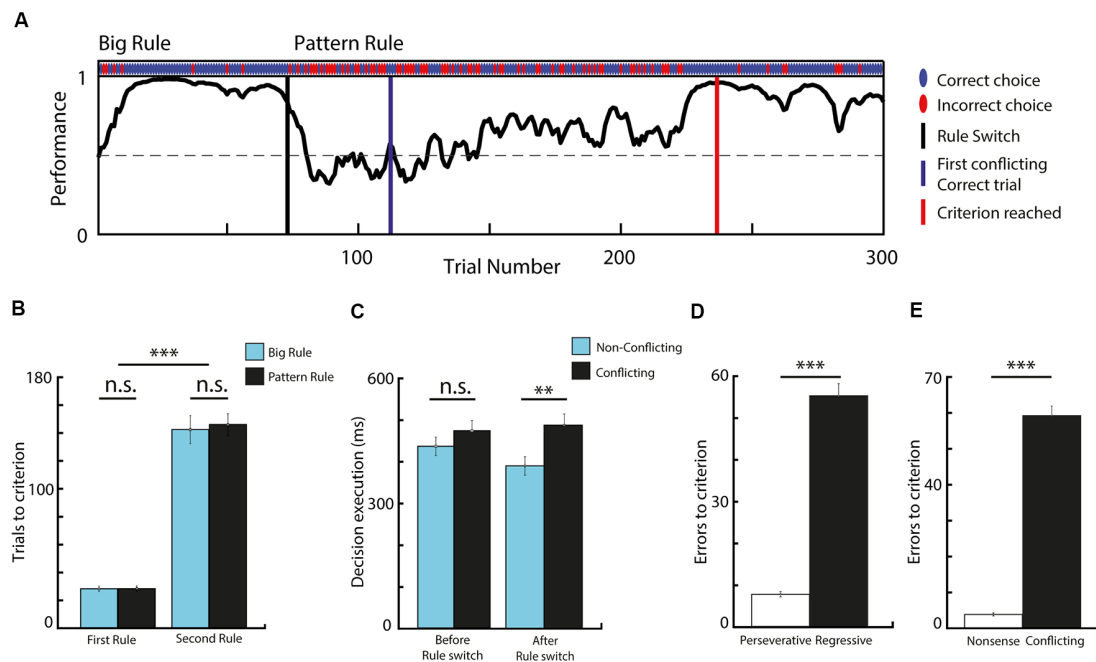 A
Big Rule
Pattern Rule
1
Performance
0
100
200
300
Trial Number
Correct choice
Incorrect choice
Rule Switch
First conflicting
Correct trial
Criterion reached
B
***
Big Rule
Pattern Rule
n.s.
n.s.
180
100
0
Trials to criterion
First Rule
Second Rule
C
Non-Conflicting
Conflicting
n.s.
**
600
300
0
Decision execution (ms)
Before
Rule switch
After
Rule switch
D
***
60
30
0
Errors to criterion
Perseverative Regressive
E
***
70
40
0
Errors to criterion
Nonsense Conflicting